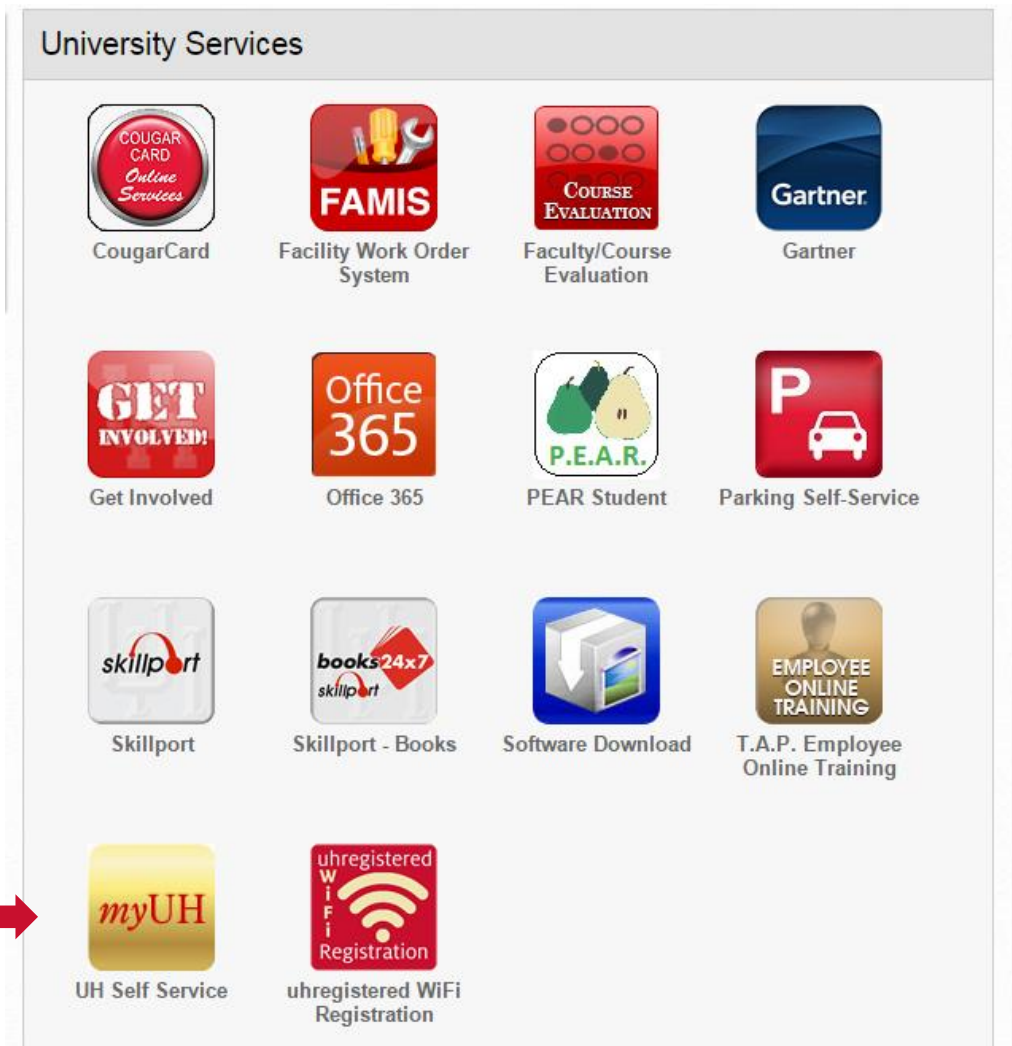 University Services
COUGAR
CARD
Online
Services
CougarCard
FAMIS
Facility Work Order
System
COURSE
EVALUATION
Faculty/Course
Evaluation
Gartner
Gartner
GET
INVOLVED!
Get Involved
Office
365
Office 365
P.E.A.R.
PEAR Student
P
Parking Self-Service
skillport
Skillport
books24x7
skillport
Skillport - Books
Software Download
EMPLOYEE
ONLINE
TRAINING
T.A.P. Employee
Online Training
myUH
UH Self Service
uhregistered
WiFi
Registration
uhregistered WiFi
Registration